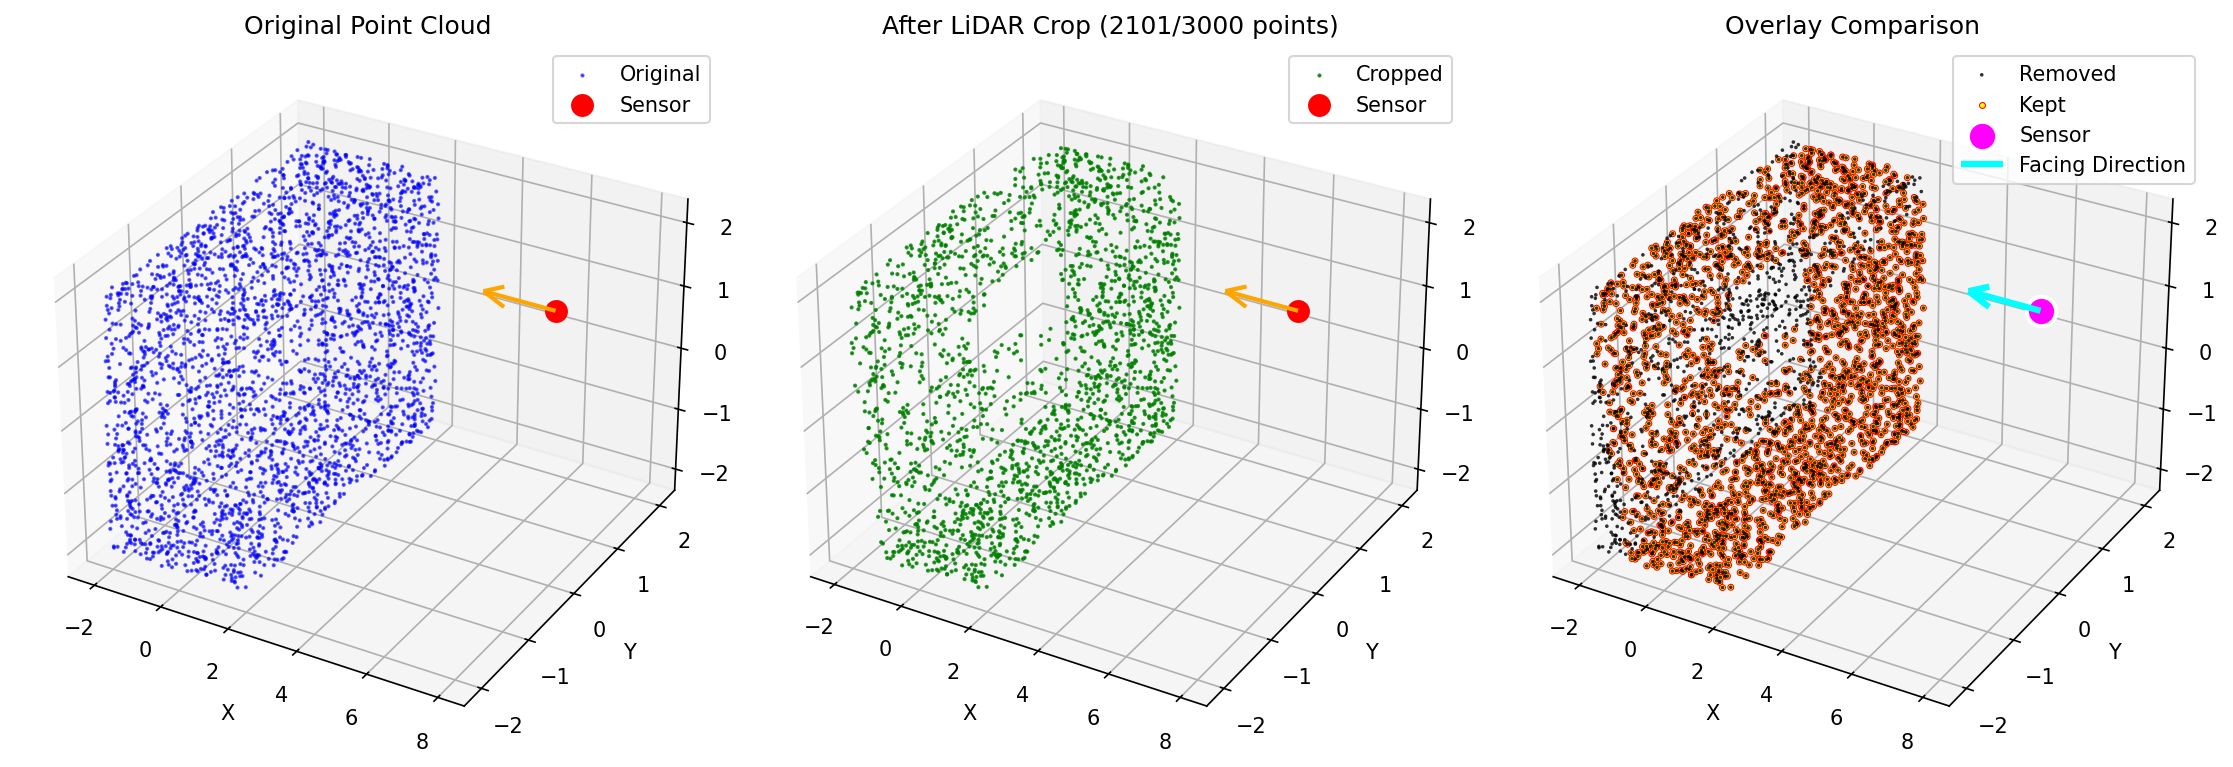 Original Point Cloud
Original
Sensor
2
1
0
−1
−2
2
1
0
−1
−2
Y
−2
0
2
4
6
8
X
After LiDAR Crop (2101/3000 points)
Cropped
Sensor
2
1
0
−1
−2
2
1
0
−1
−2
Y
−2
0
2
4
6
8
X
Overlay Comparison
Removed
Kept
Sensor
Facing Direction
2
1
0
−1
−2
2
1
0
−1
−2
Y
−2
0
2
4
6
8
X